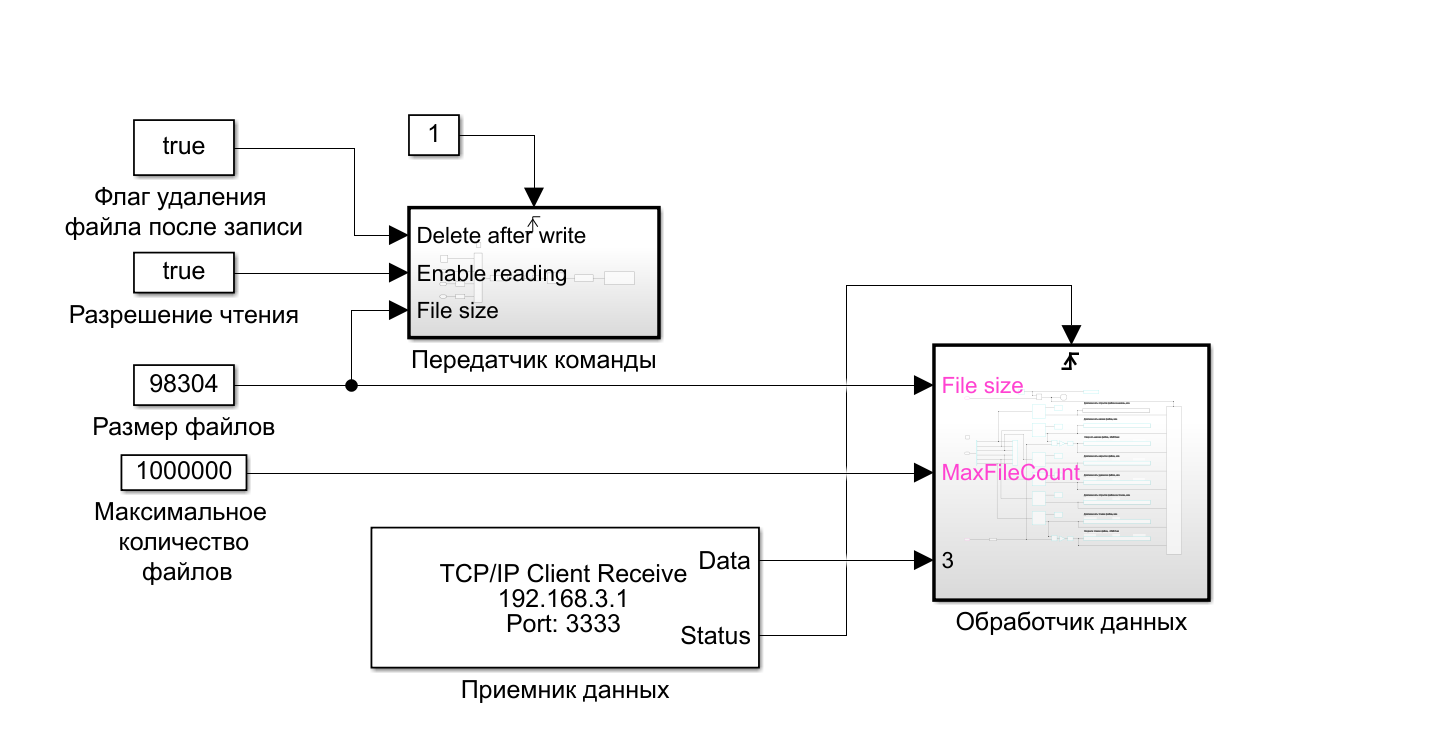 true
Флаг удаления
файла после записи
true
Разрешение чтения
98304
Размер файлов
1000000
Максимальное
количество
файлов
1
Delete after write
Enable reading
File size
Передатчик команды
TCP/IP Client Receive
192.168.3.1
Port: 3333
Data
Status
Приемник данных
File size
MaxFileCount
3
Обработчик данных